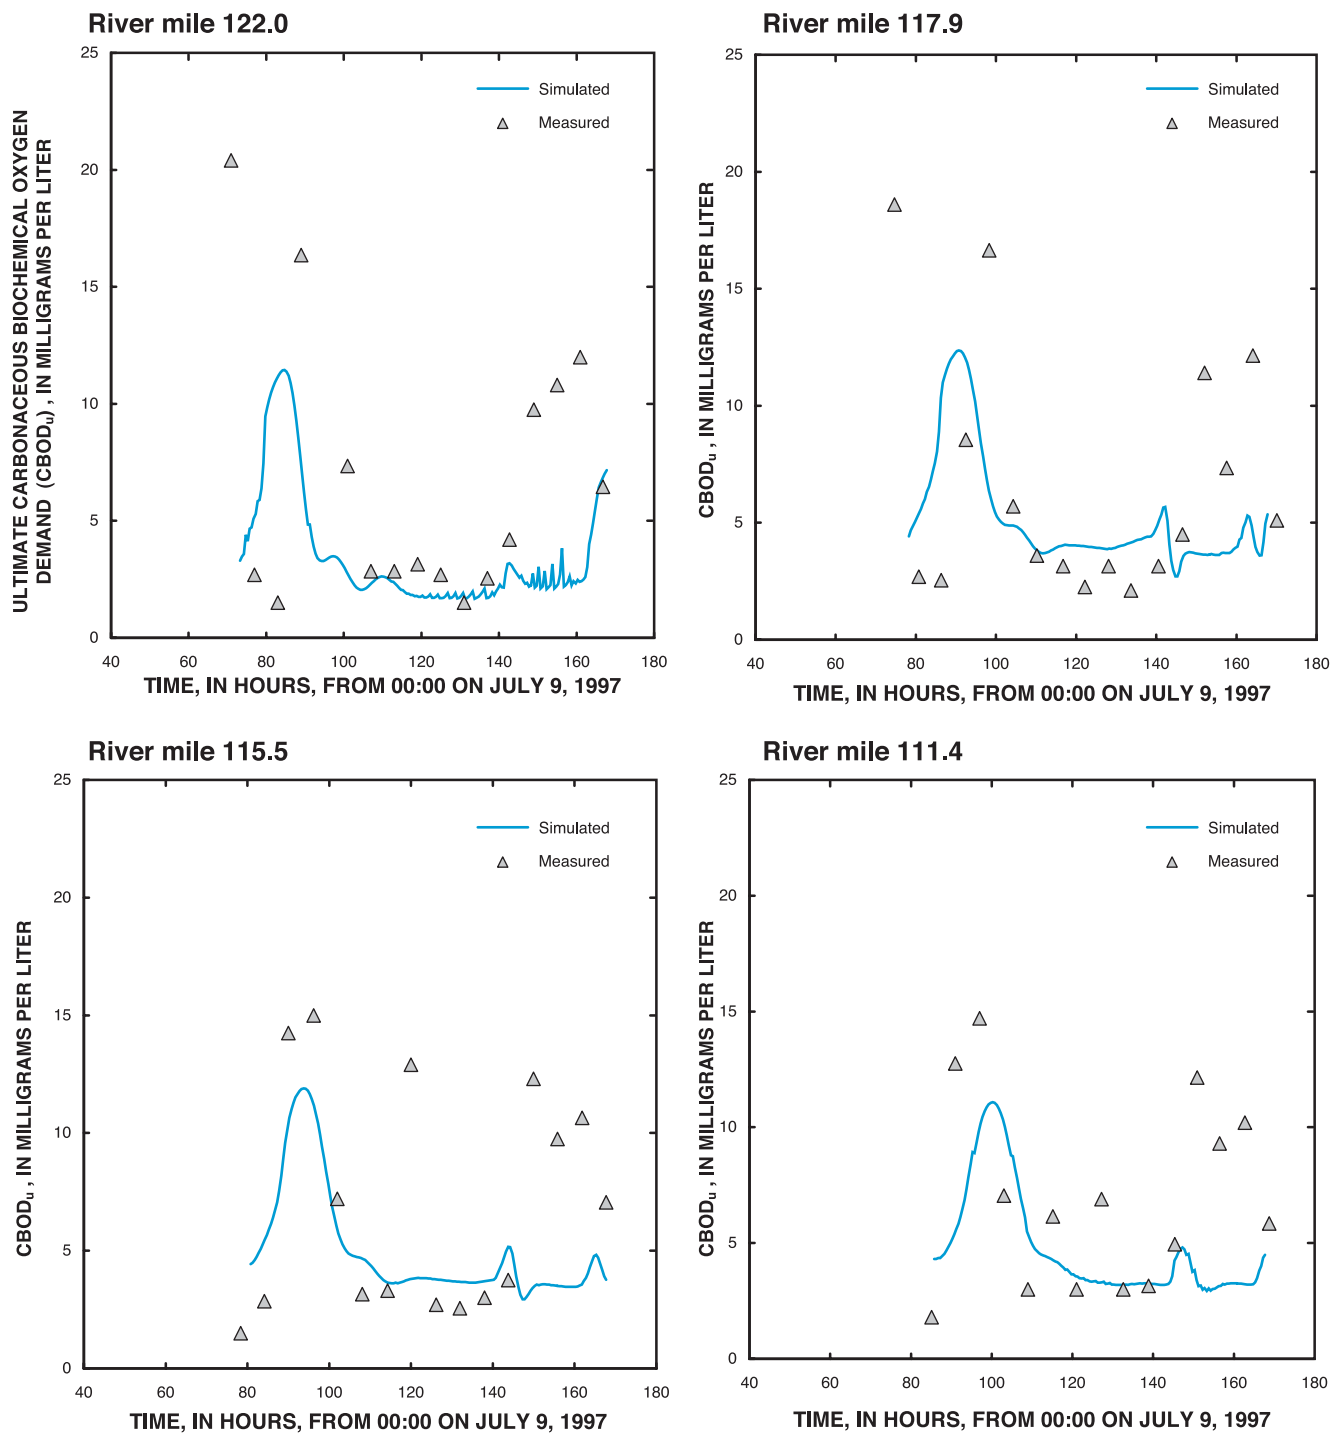 River mile 122.0
ULTIMATE CARBONACEOUS BIOCHEMICAL OXYGEN
DEMAND (CBODu), IN MILLIGRAMS PER LITER
25
20
15
10
5
0
Simulated
Measured
40 60 80 100 120 140 160 180
TIME, IN HOURS, FROM 00:00 ON JULY 9, 1997
River mile 117.9
CBODu, IN MILLIGRAMS PER LITER
25
20
15
10
5
0
Simulated
Measured
40 60 80 100 120 140 160 180
TIME, IN HOURS, FROM 00:00 ON JULY 9, 1997
River mile 115.5
CBODu, IN MILLIGRAMS PER LITER
25
20
15
10
5
0
Simulated
Measured
40 60 80 100 120 140 160 180
TIME, IN HOURS, FROM 00:00 ON JULY 9, 1997
River mile 111.4
CBODu, IN MILLIGRAMS PER LITER
25
20
15
10
5
0
Simulated
Measured
40 60 80 100 120 140 160 180
TIME, IN HOURS, FROM 00:00 ON JULY 9, 1997